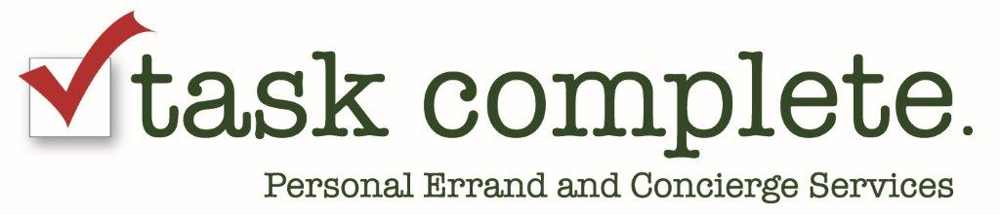 task complete.
Personal Errand and Concierge Services